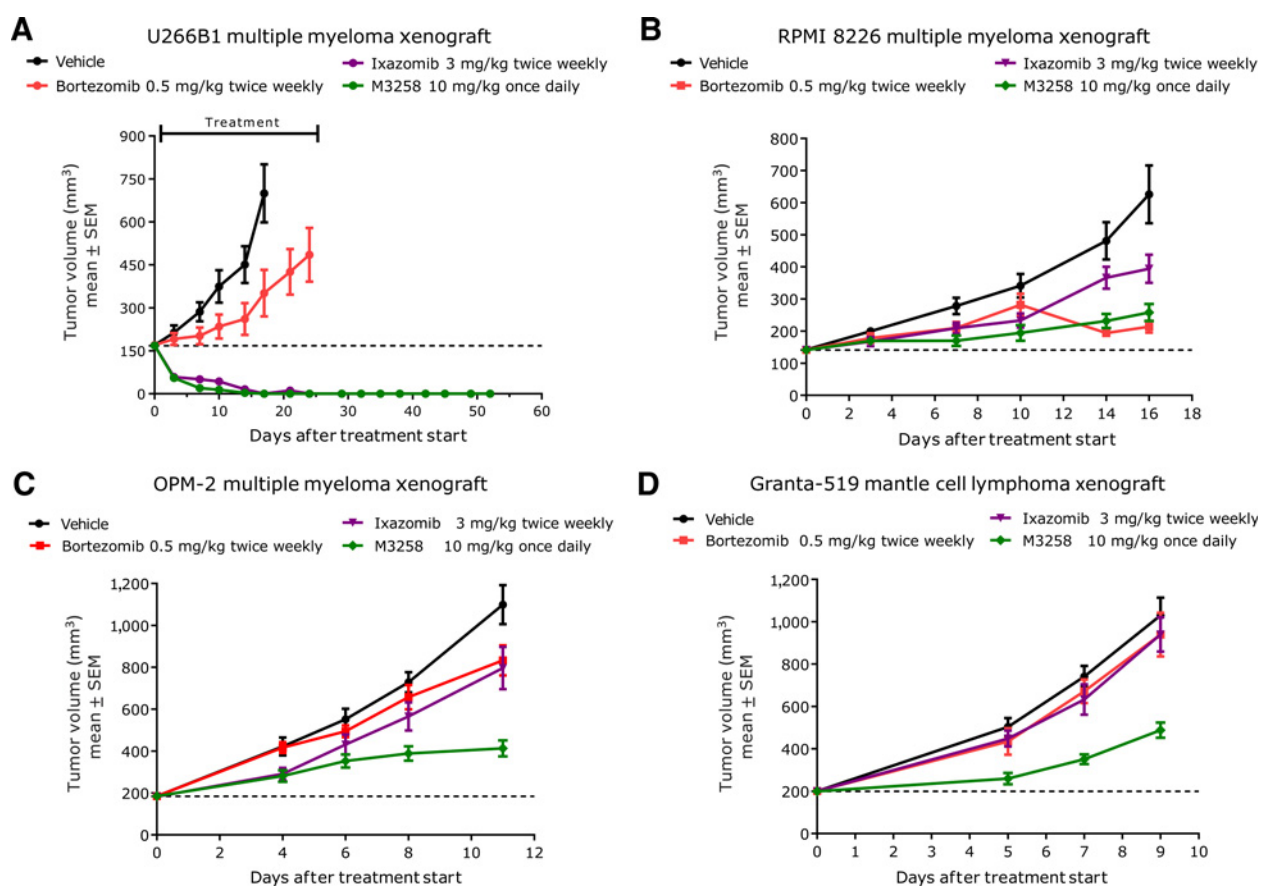 A
U266B1 multiple myeloma xenograft
Vehicle
Ixazomib 3 mg/kg twice weekly
Bortezomib 0.5 mg/kg twice weekly
M3258 10 mg/kg once daily
Treatment
900
750
600
450
300
150
0
Tumor volume (mm³)
mean ± SEM
0 10 20 30 40 50 60
Days after treatment start
B
RPMI 8226 multiple myeloma xenograft
Vehicle
Ixazomib 3 mg/kg twice weekly
Bortezomib 0.5 mg/kg twice weekly
M3258 10 mg/kg once daily
800
700
600
500
400
300
200
100
0
Tumor volume (mm³)
mean ± SEM
0 2 4 6 8 10 12 14 16 18
Days after treatment start
C
OPM-2 multiple myeloma xenograft
Vehicle
Ixazomib 3 mg/kg twice weekly
Bortezomib 0.5 mg/kg twice weekly
M3258 10 mg/kg once daily
1,200
1,000
800
600
400
200
0
Tumor volume (mm³)
mean ± SEM
0 2 4 6 8 10 12
Days after treatment start
D
Granta-519 mantle cell lymphoma xenograft
Vehicle
Ixazomib 3 mg/kg twice weekly
Bortezomib 0.5 mg/kg twice weekly
M3258 10 mg/kg once daily
1,200
1,000
800
600
400
200
0
Tumor volume (mm³)
mean ± SEM
0 1 2 3 4 5 6 7 8 9 10
Days after treatment start